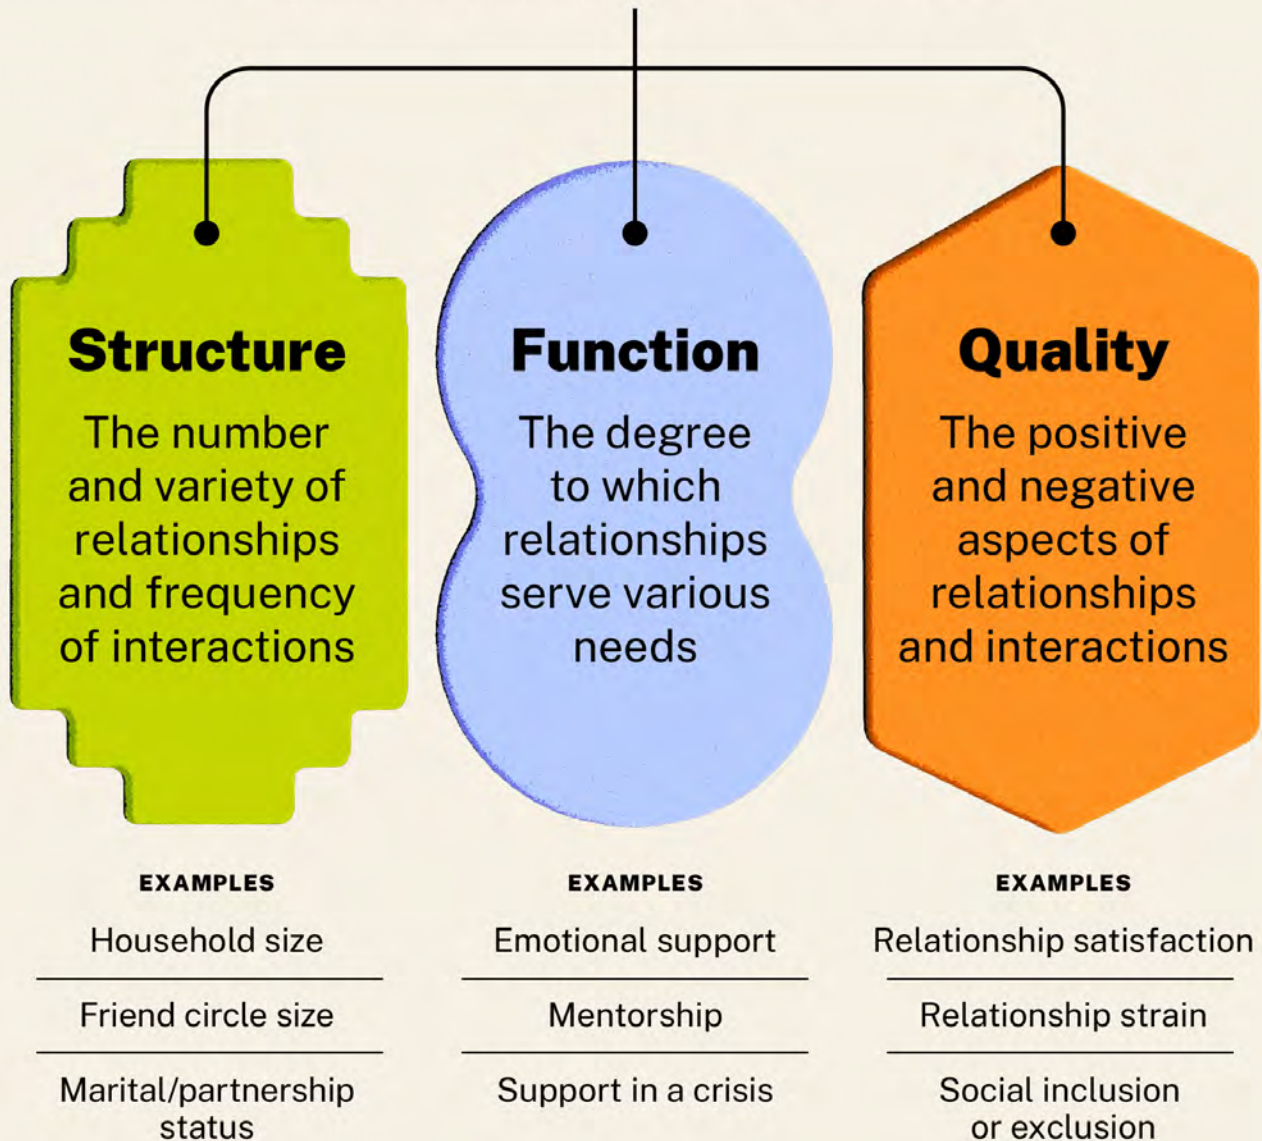 Structure
The number
and variety of
relationships
and frequency
of interactions
EXAMPLES
Household size
Friend circle size
Marital/partnership
status
Function
The degree
to which
relationships
serve various
needs
EXAMPLES
Emotional support
Mentorship
Support in a crisis
Quality
The positive
and negative
aspects of
relationships
and interactions
EXAMPLES
Relationship satisfaction
Relationship strain
Social inclusion
or exclusion